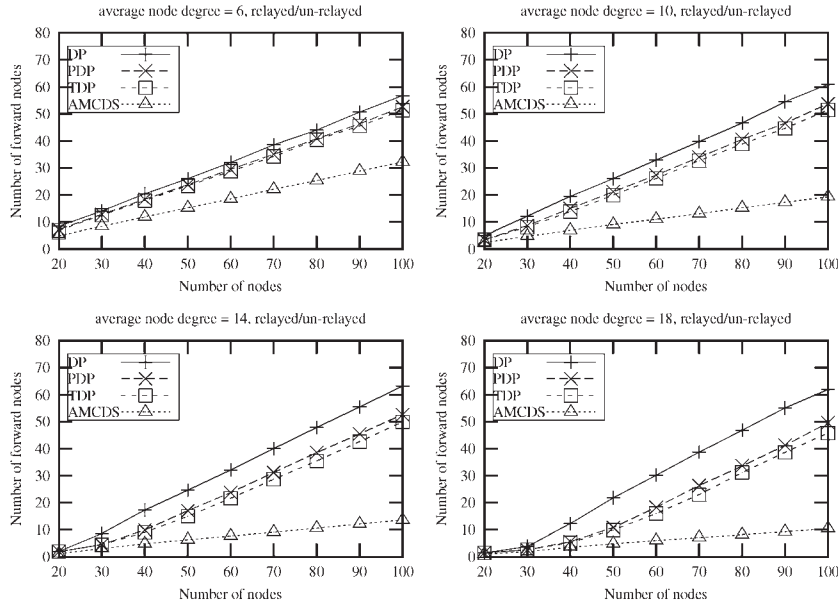 average node degree = 6, relayed/un-relayed
80
70
60
50
40
30
20
10
0
Number of forward nodes
DP
PDP
TDP
AMCDS
20 30 40 50 60 70 80 90 100
Number of nodes
average node degree = 10, relayed/un-relayed
80
70
60
50
40
30
20
10
0
Number of forward nodes
DP
PDP
TDP
AMCDS
20 30 40 50 60 70 80 90 100
Number of nodes
average node degree = 14, relayed/un-relayed
80
70
60
50
40
30
20
10
0
Number of forward nodes
DP
PDP
TDP
AMCDS
20 30 40 50 60 70 80 90 100
Number of nodes
average node degree = 18, relayed/un-relayed
80
70
60
50
40
30
20
10
0
Number of forward nodes
DP
PDP
TDP
AMCDS
20 30 40 50 60 70 80 90 100
Number of nodes